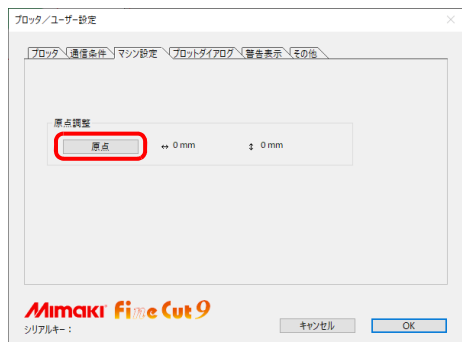 プロッタ／ユーザー設定
プロッタ 通信条件 マシン設定 プロットダイアログ 警告表示 その他
原点調整
原点 ↔ 0 mm ↕ 0 mm
Mimaki Fine Cut 9
シリアルキー：
キャンセル OK